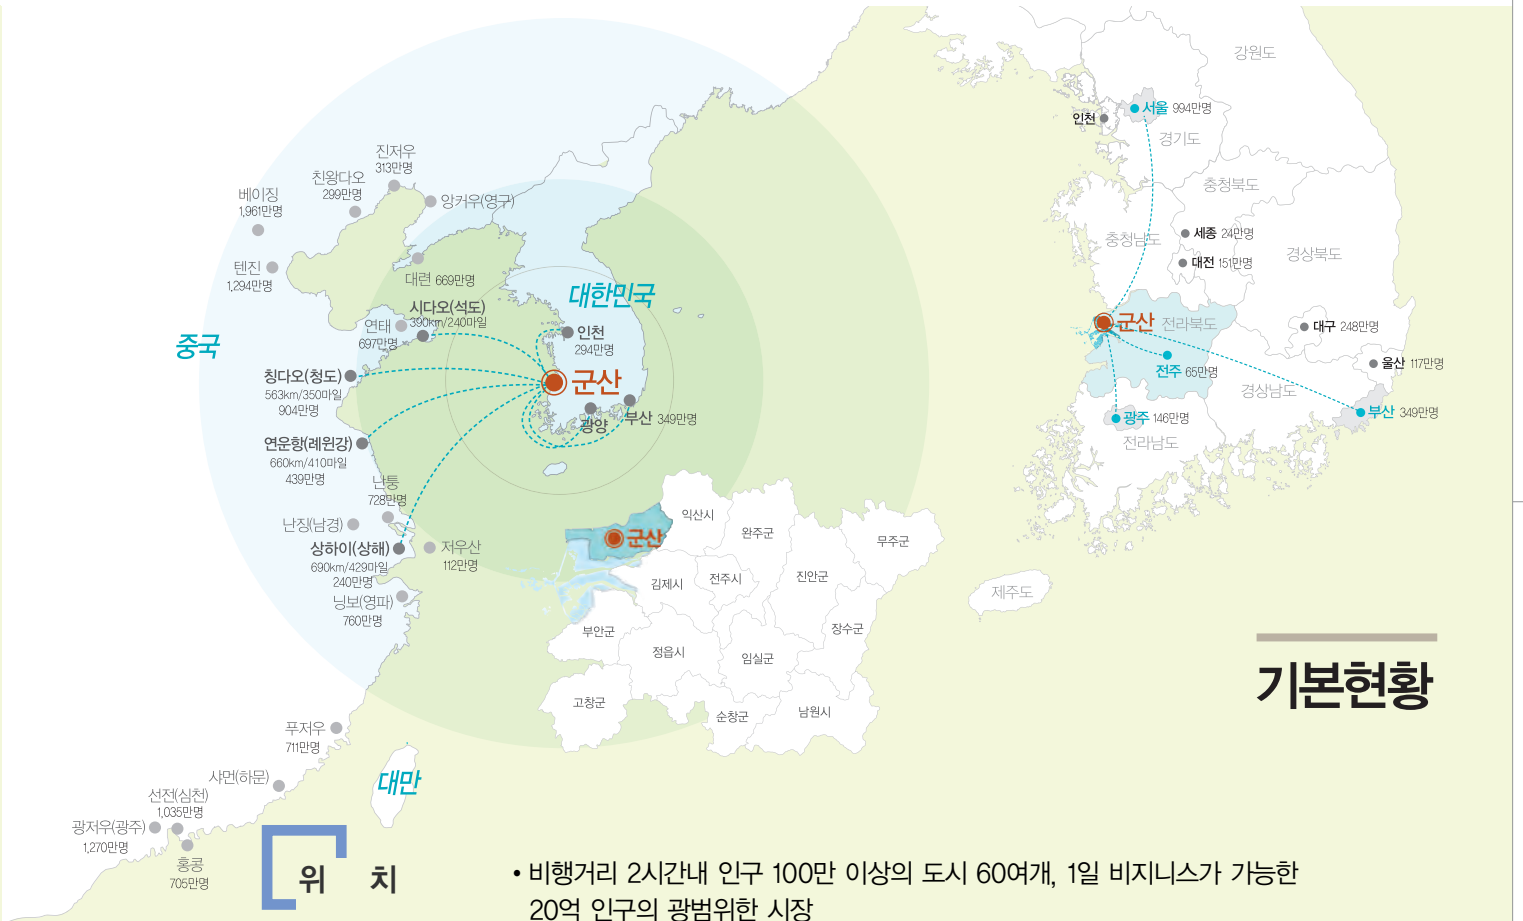 강원도
서울 994만명
인천
경기도
충청북도
충청남도
세종 24만명
대전 151만명
경상북도
군산
전라북도
대구 248만명
전주 65만명
울산 117만명
경상남도
부산 349만명
광주 146만명
전라남도
제주도
진저우
313만명
친왕다오
299만명
베이징
1,961만명
앙커우(영구)
텐진
1,294만명
대련 669만명
대한민국
시다오(석도)
390km/240마일
연태
697만명
중국
인천
294만명
칭다오(청도)
563km/350마일
904만명
군산
광양
부산 349만명
연운항(롄윈강)
660km/410마일
439만명
난퉁
728만명
난징(남경)
상하이(상해)
690km/429마일
240만명
저우산
112만명
닝보(영파)
760만명
군산
익산시
완주군
무주군
김제시
전주시
진안군
부안군
정읍시
임실군
장수군
고창군
순창군
남원시
푸저우
711만명
샤먼(하문)
선전(심천)
1,035만명
광저우(광주)
1,270만명
홍콩
705만명
대만
기본현황
위 치
• 비행거리 2시간내 인구 100만 이상의 도시 60여개, 1일 비지니스가 가능한
20억 인구의 광범위한 시장